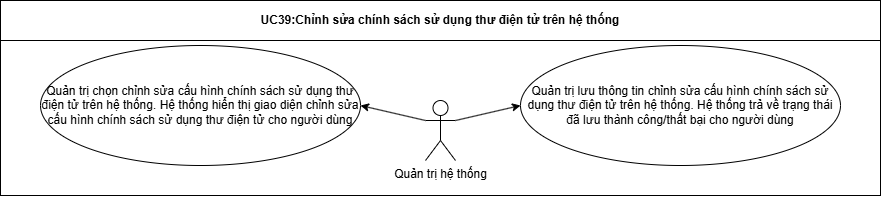 UC39:Chỉnh sửa chính sách sử dụng thư điện tử trên hệ thống
Quản trị chọn chỉnh sửa cấu hình chính sách sử dụng thư
điện tử trên hệ thống. Hệ thống hiển thị giao diện chỉnh sửa
cấu hình chính sách sử dụng thư điện tử cho người dùng
Quản trị lưu thông tin chỉnh sửa cấu hình chính sách sử
dụng thư điện tử trên hệ thống. Hệ thống trả về trạng thái
đã lưu thành công/thất bại cho người dùng
Quản trị hệ thống